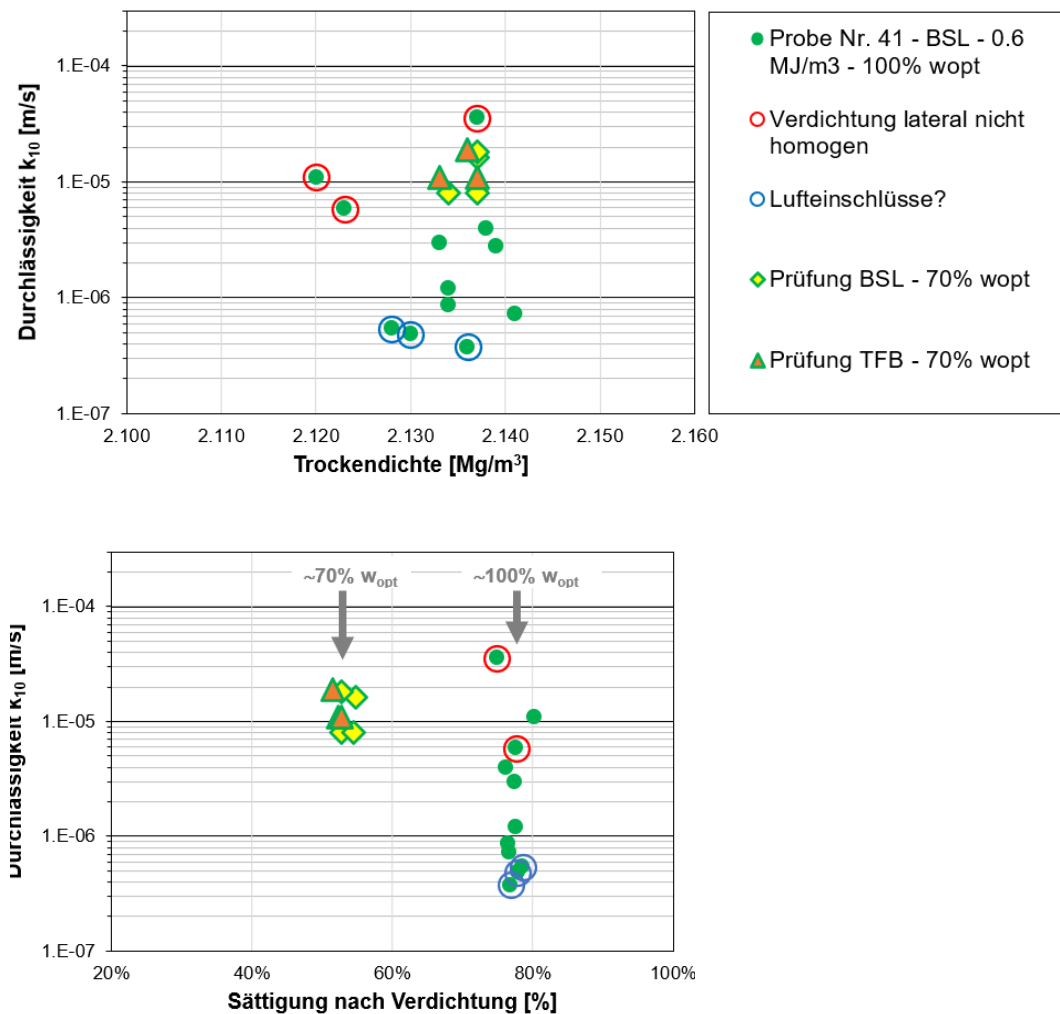 1.E-04
1.E-05
1.E-06
1.E-07
Durchlässigkeit k₁₀ [m/s]
2.100 2.110 2.120 2.130 2.140 2.150 2.160
Trockendichte [Mg/m³]
Probe Nr. 41 - BSL - 0.6
MJ/m3 - 100% wopt
Verdichtung lateral nicht
homogen
Lufteinschlüsse?
Prüfung BSL - 70% wopt
Prüfung TFB - 70% wopt
~70% wopt
~100% wopt
1.E-04
1.E-05
1.E-06
1.E-07
Durchlässigkeit k₁₀ [m/s]
20% 40% 60% 80% 100%
Sättigung nach Verdichtung [%]